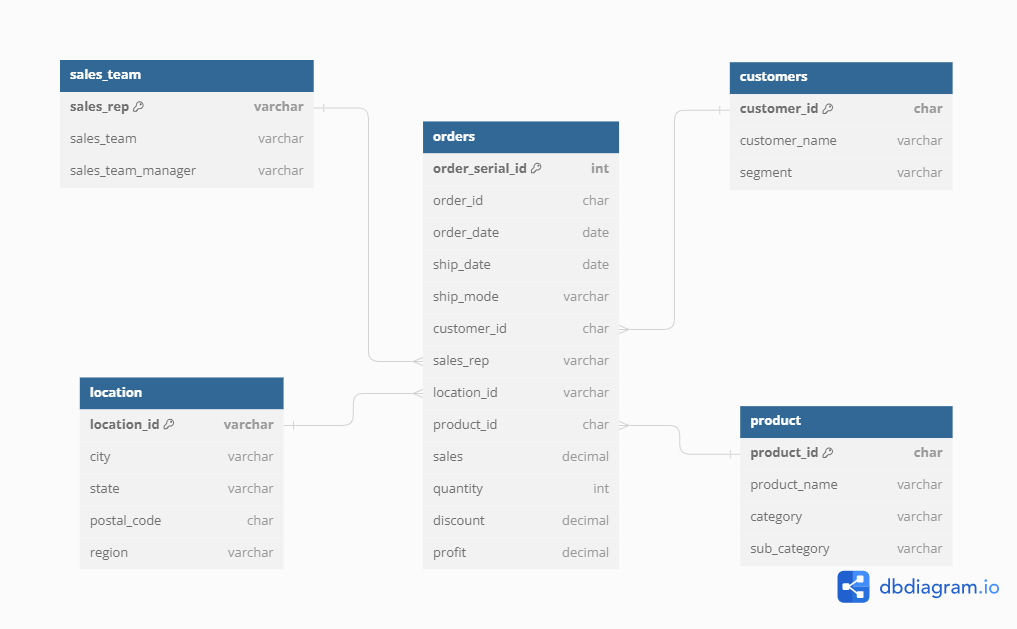 sales_team
sales_rep varchar
sales_team varchar
sales_team_manager varchar
customers
customer_id char
customer_name varchar
segment varchar
orders
order_serial_id int
order_id char
order_date date
ship_date date
ship_mode varchar
customer_id char
sales_rep varchar
location_id varchar
product_id char
sales decimal
quantity int
discount decimal
profit decimal
location
location_id varchar
city varchar
state varchar
postal_code char
region varchar
product
product_id char
product_name varchar
category varchar
sub_category varchar
dbdiagram.io